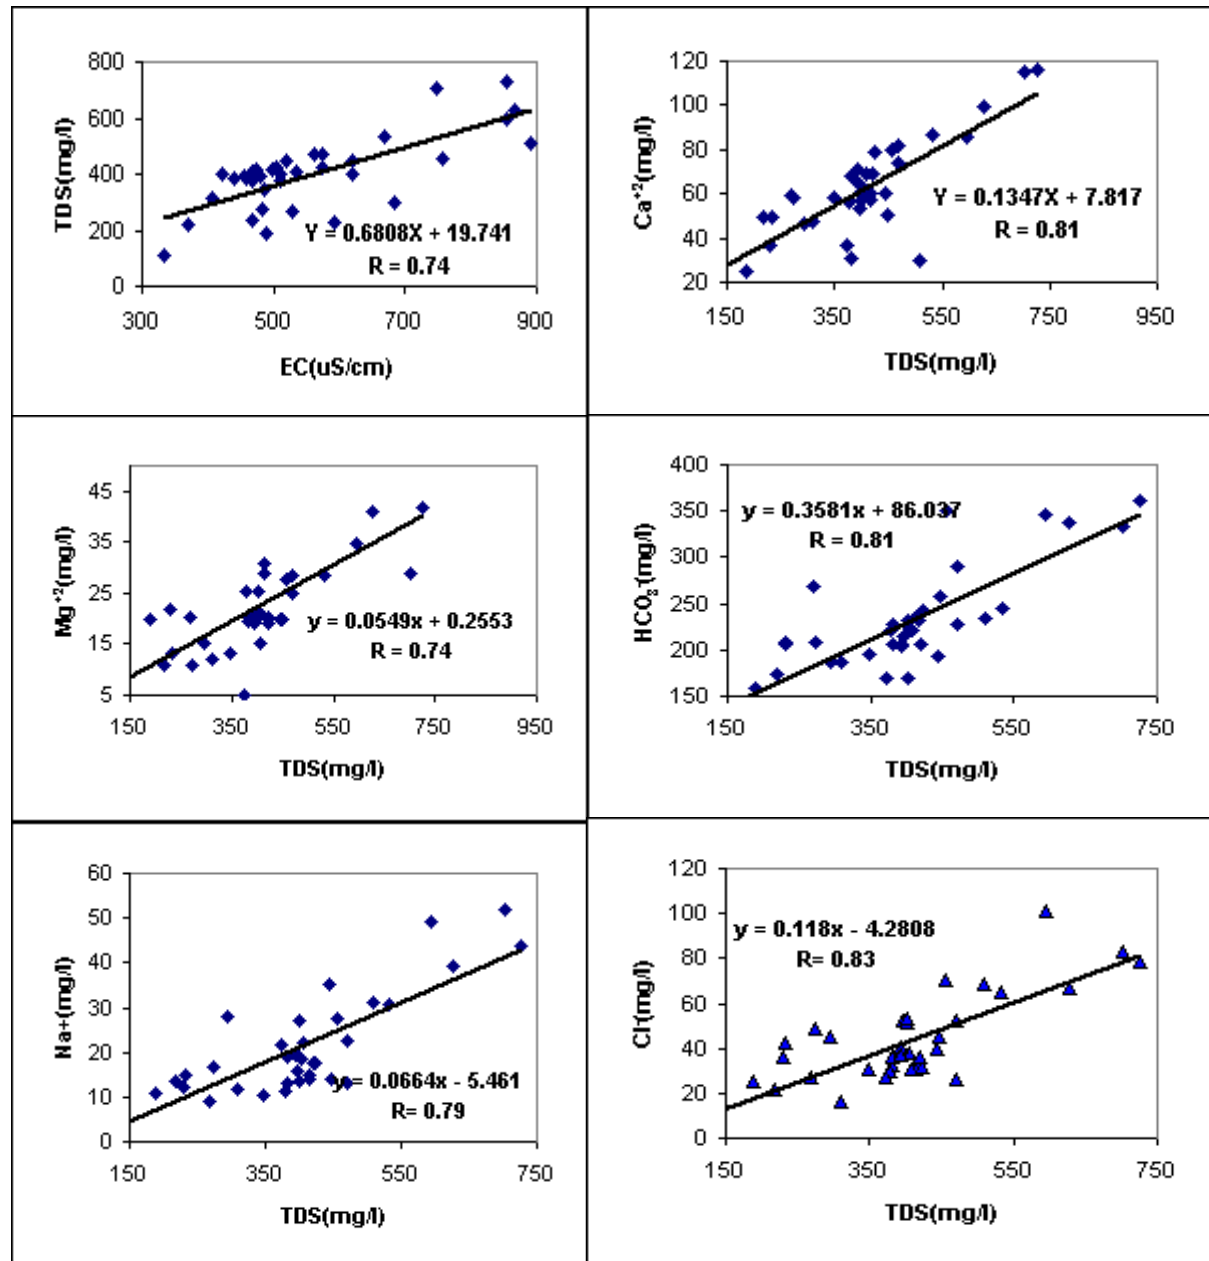 800
600
400
200
0
TDS(mg/l)
300
500
700
900
EC(uS/cm)
Y = 0.6808X + 19.741
R = 0.74
120
100
80
60
40
20
Ca⁺²(mg/l)
150
350
550
750
950
TDS(mg/l)
Y = 0.1347X + 7.817
R = 0.81
45
35
25
15
5
Mg⁺²(mg/l)
150
350
550
750
950
TDS(mg/l)
y = 0.0549x + 0.2553
R = 0.74
400
350
300
250
200
150
HCO₃⁻(mg/l)
150
350
550
750
TDS(mg/l)
y = 0.3581x + 86.037
R = 0.81
60
50
40
30
20
10
0
Na+(mg/l)
150
350
550
750
TDS(mg/l)
y = 0.0664x - 5.461
R= 0.79
120
100
80
60
40
20
0
Cl⁻(mg/l)
150
350
550
750
TDS(mg/l)
y = 0.118x - 4.2808
R= 0.83